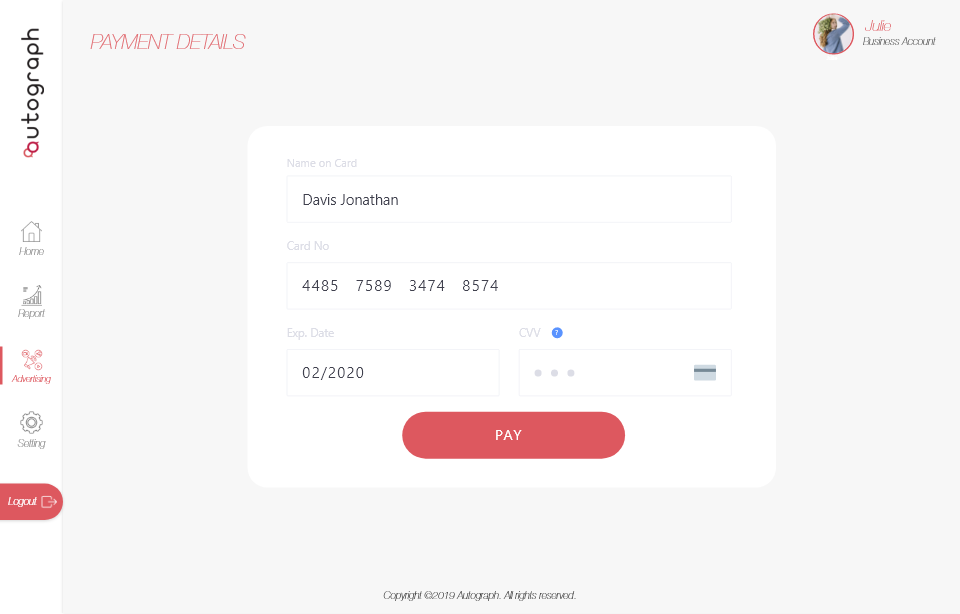 autograph
PAYMENT DETAILS
Julie
Business Account
Home
Report
Advertising
Setting
Logout
Name on Card
Davis Jonathan
Card No
4485 7589 3474 8574
Exp. Date
CVV ?
02/2020
PAY
Copyright ©2019 Autograph. All rights reserved.